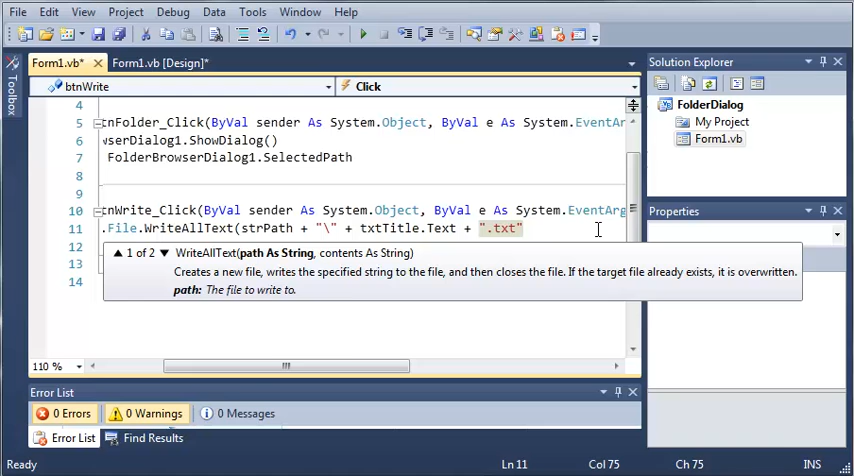 File Edit View Project Debug Data Tools Window Help
Form1.vb* Form1.vb [Design]*
btnWrite Click
Toolbox
4
5 tnFolder_Click(ByVal sender As System.Object, ByVal e As System.EventAr
6 wserDialog1.ShowDialog()
7 FolderBrowserDialog1.SelectedPath
8
9
10 tnWrite_Click(ByVal sender As System.Object, ByVal e As System.EventArg
11 .File.WriteAllText(strPath + "\" + txtTitle.Text + ".txt"
1 of 2 WriteAllText(path As String, contents As String)
Creates a new file, writes the specified string to the file, and then closes the file. If the target file already exists, it is overwritten.
path: The file to write to.
14
110 %
Solution Explorer
FolderDialog
My Project
Form1.vb
Properties
Error List
0 Errors 0 Warnings 0 Messages
Error List Find Results
Ready Ln 11 Col 75 Ch 75 INS